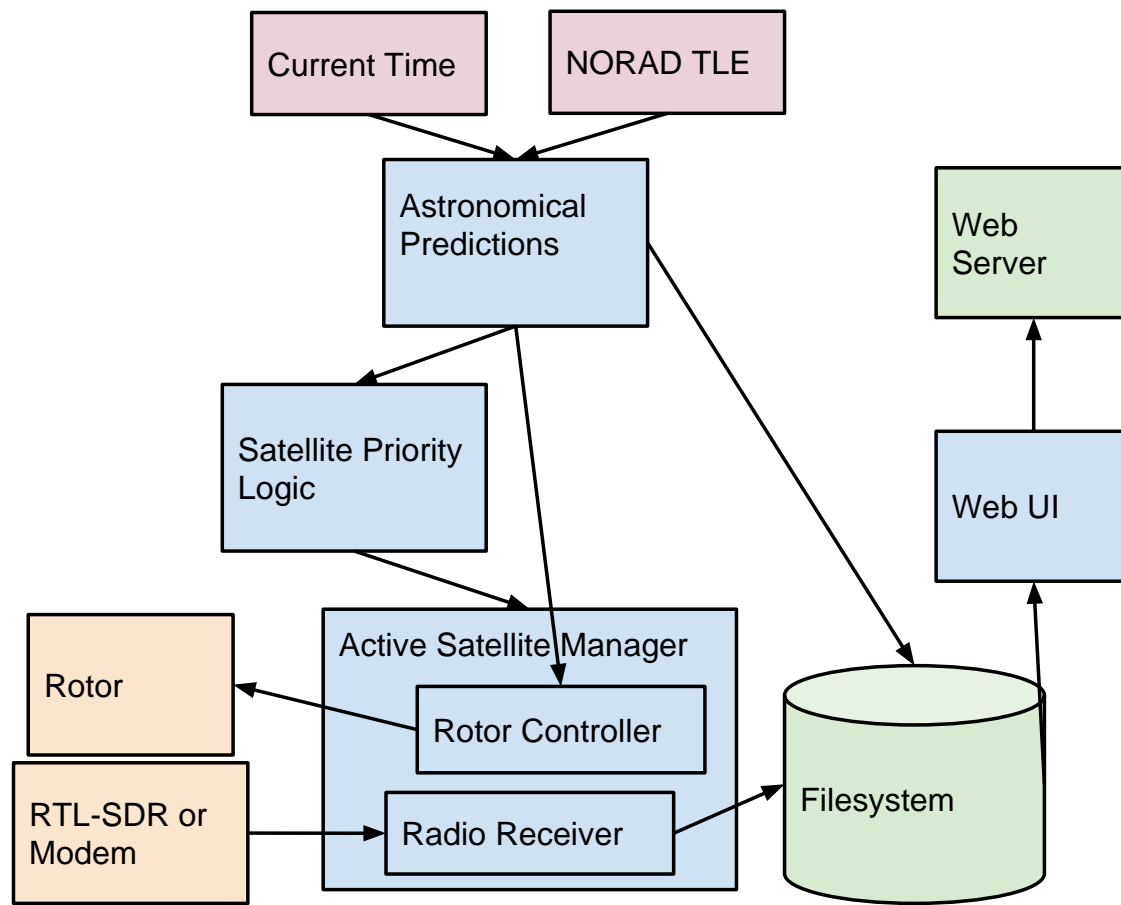 Current Time
NORAD TLE
Astronomical
Predictions
Web
Server
Satellite Priority
Logic
Web UI
Active Satellite Manager
Rotor
Rotor Controller
RTL-SDR or
Modem
Radio Receiver
Filesystem